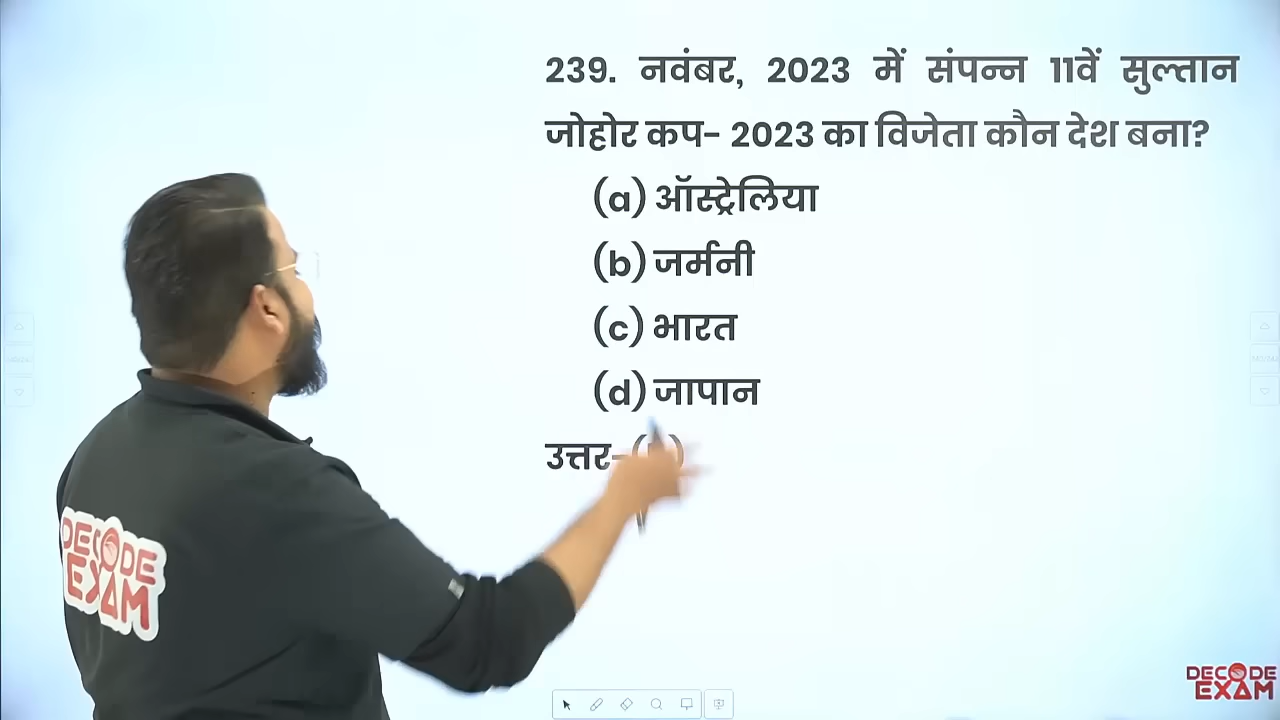 239. नवंबर, 2023 में संपन्न 11वें सुल्तान
जोहोर कप- 2023 का विजेता कौन देश बना?
(a) ऑस्ट्रेलिया
(b) जर्मनी
(c) भारत
(d) जापान
उत्तर-
DECODE
EXAM
DECODE
EXAM